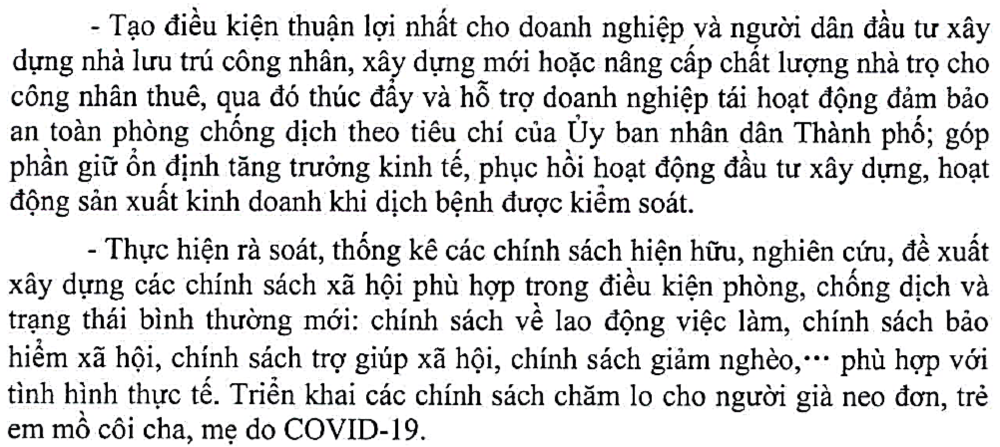 - Tạo điều kiện thuận lợi nhất cho doanh nghiệp và người dân đầu tư xây
dựng nhà lưu trú công nhân, xây dựng mới hoặc nâng cấp chất lượng nhà trọ cho
công nhân thuê, qua đó thúc đẩy và hỗ trợ doanh nghiệp tái hoạt động đảm bảo
an toàn phòng chống dịch theo tiêu chí của Ủy ban nhân dân Thành phố; góp
phần giữ ổn định tăng trưởng kinh tế, phục hồi hoạt động đầu tư xây dựng, hoạt
động sản xuất kinh doanh khi dịch bệnh được kiểm soát.
- Thực hiện rà soát, thống kê các chính sách hiện hữu, nghiên cứu, đề xuất
xây dựng các chính sách xã hội phù hợp trong điều kiện phòng, chống dịch và
trạng thái bình thường mới: chính sách về lao động việc làm, chính sách bảo
hiểm xã hội, chính sách trợ giúp xã hội, chính sách giảm nghèo,··· phù hợp với
tình hình thực tế. Triển khai các chính sách chăm lo cho người già neo đơn, trẻ
em mồ côi cha, mẹ do COVID-19.